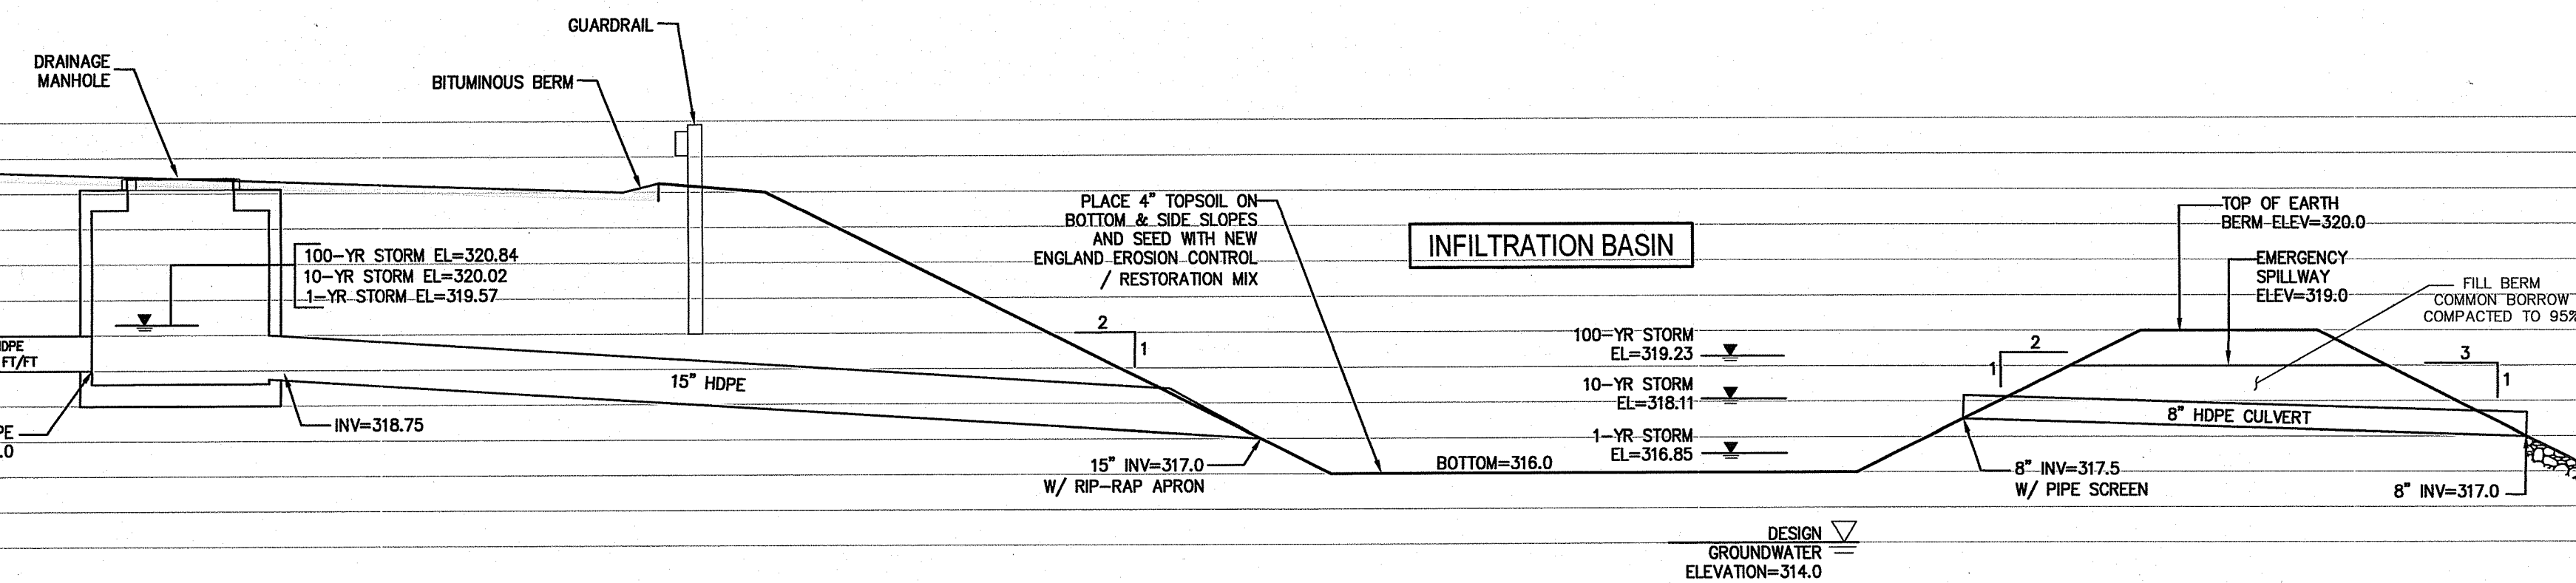 GUARDRAIL
DRAINAGE
MANHOLE
BITUMINOUS BERM
100-YR STORM EL=320.84
10-YR STORM EL=320.02
1-YR STORM EL=319.57
FT/FT
INV=318.75
15" HDPE
2
1
15" INV=317.0
W/ RIP-RAP APRON
PLACE 4" TOPSOIL ON
BOTTOM & SIDE SLOPES
AND SEED WITH NEW
ENGLAND EROSION CONTROL
/ RESTORATION MIX
INFILTRATION BASIN
BOTTOM=316.0
100-YR STORM
EL=319.23
10-YR STORM
EL=318.11
1-YR STORM
EL=316.85
DESIGN
GROUNDWATER
ELEVATION=314.0
TOP OF EARTH
BERM ELEV=320.0
EMERGENCY
SPILLWAY
ELEV=319.0
FILL BERM
COMMON BORROW
COMPACTED TO 95%
2
1
3
1
8" HDPE CULVERT
8" INV=317.5
W/ PIPE SCREEN
8" INV=317.0